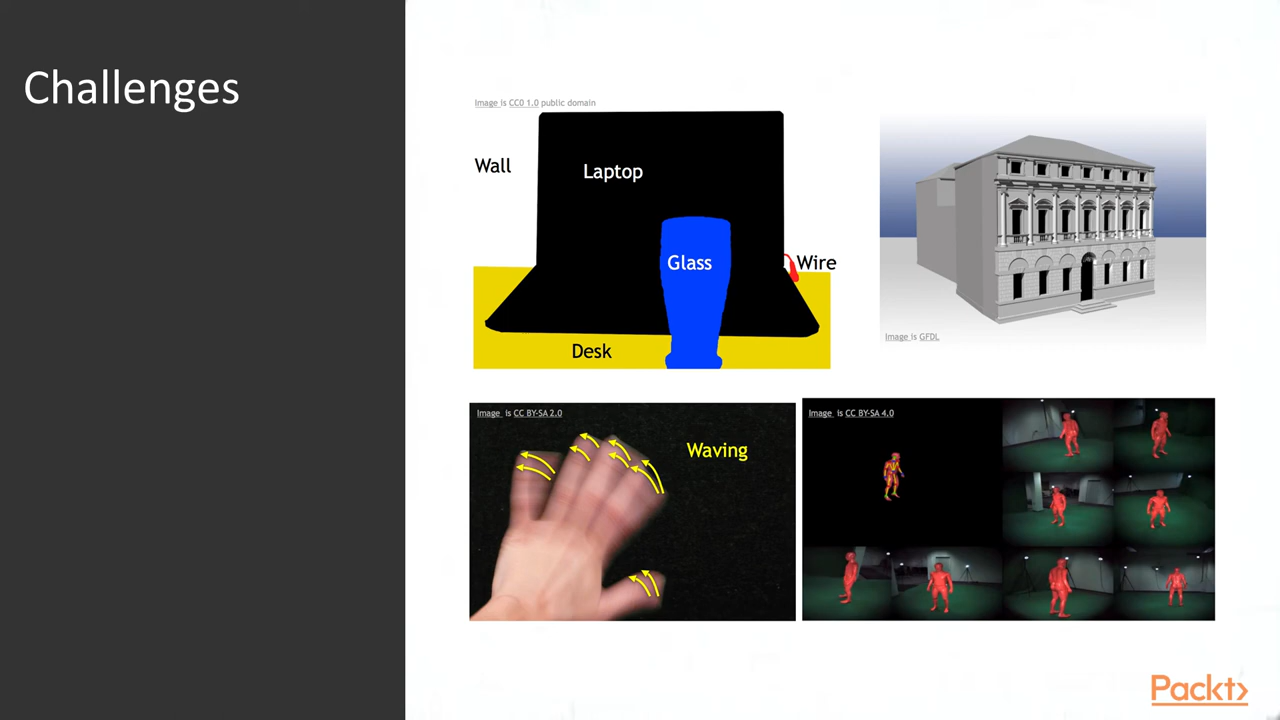 Challenges
Image is CC0 1.0 public domain
Wall
Laptop
Glass
Wire
Desk
Image is GFDL
Image is CC BY-SA 2.0
Waving
Image is CC BY-SA 4.0
Packt>